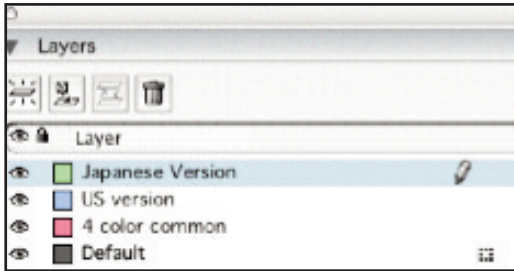 Layers
Layer
Japanese Version
US version
4 color common
Default